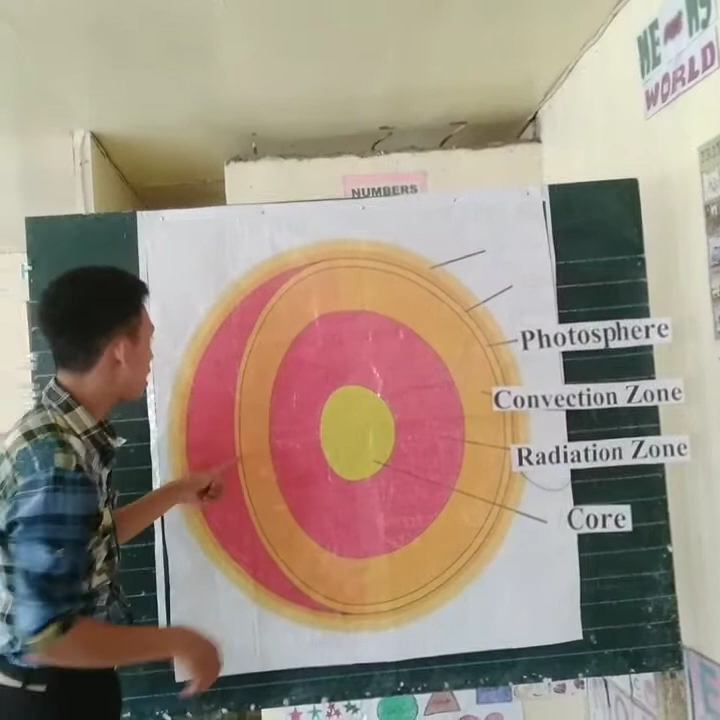 WORLD
NUMBERS
Photosphere
Convection Zone
Radiation Zone
Core